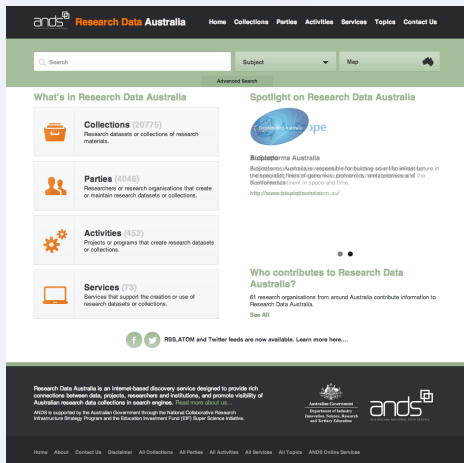 ands Research Data Australia
Home Collections Parties Activities Services Topics Contact Us
Search Subject Map
Advanced Search
What's in Research Data Australia
Collections (20775)
Research datasets or collections of research
materials.
Parties (4046)
Researchers or research organisations that create
or maintain research datasets or collections.
Activities (452)
Projects or programs that create research datasets
or collections.
Services (73)
Services that support the creation or use of
research datasets or collections.
Spotlight on Research Data Australia
Who contributes to Research Data
Australia?
61 research organisations from around Australia contribute information to
Research Data Australia.
See All
RSS,ATOM and Twitter feeds are now available. Learn more here....
Research Data Australia is an Internet-based discovery service designed to provide rich
connections between data, projects, researchers and institutions, and promote visibility of
Australian research data collections in search engines. Read more about us...
ANDS is supported by the Australian Government through the National Collaborative Research
Infrastructure Strategy Program and the Education Investment Fund (EIF) Super Science Initiative.
Australian Government
Department of Industry
Innovation, Science, Research
and Tertiary Education
ands
AUSTRALIAN NATIONAL DATA SERVICE
Home About Contact Us Disclaimer All Collections All Parties All Activities All Services All Topics ANDS Online Services